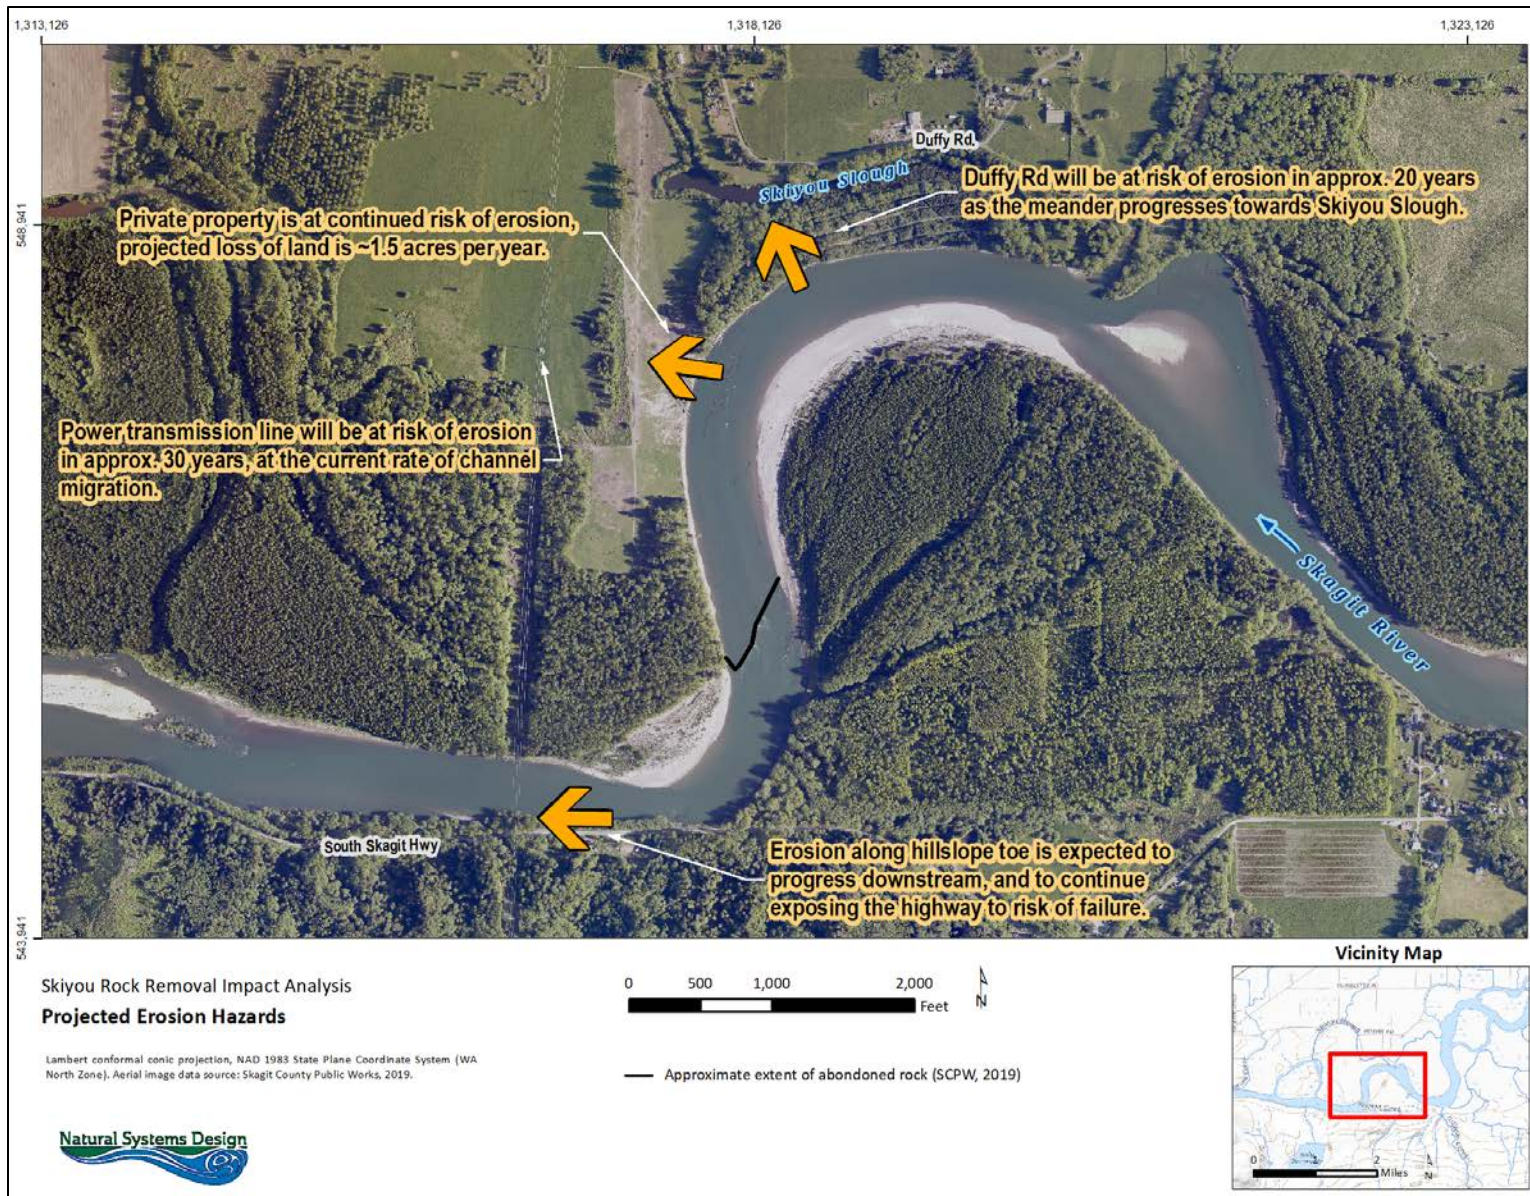 1,313,126
1,318,126
1,323,126
548,941
543,941
Duffy Rd.
Skiyou Slough
Duffy Rd will be at risk of erosion in approx. 20 years
as the meander progresses towards Skiyou Slough.
Private property is at continued risk of erosion,
projected loss of land is ~1.5 acres per year.
Power transmission line will be at risk of erosion
in approx. 30 years, at the current rate of channel
migration.
Skagit River
South Skagit Hwy
Erosion along hillslope toe is expected to
progress downstream, and to continue
exposing the highway to risk of failure.
Skiyou Rock Removal Impact Analysis
Projected Erosion Hazards
Lambert conformal conic projection, NAD 1983 State Plane Coordinate System (WA
North Zone). Aerial image data source: Skagit County Public Works, 2019.
Natural Systems Design
0 500 1,000 2,000
Feet
N
Approximate extent of abondoned rock (SCPW, 2019)
Vicinity Map
0 2
Miles
N